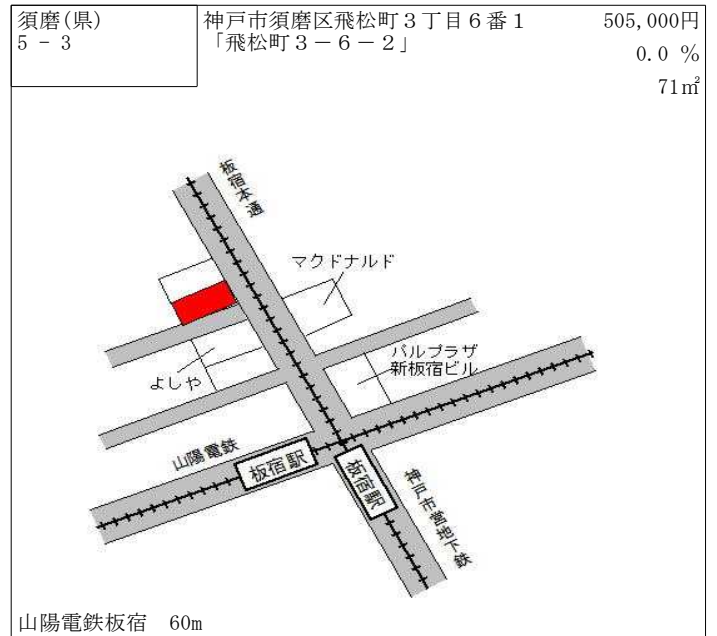 須磨(県)
5 - 3
神戸市須磨区飛松町3丁目6番1
「飛松町3-6-2」
505,000円
0.0 %
71㎡
板宿本通
マクドナルド
よしや
パルプラザ
新板宿ビル
山陽電鉄
板宿駅
板宿駅
神戸市営地下鉄
山陽電鉄板宿 60m